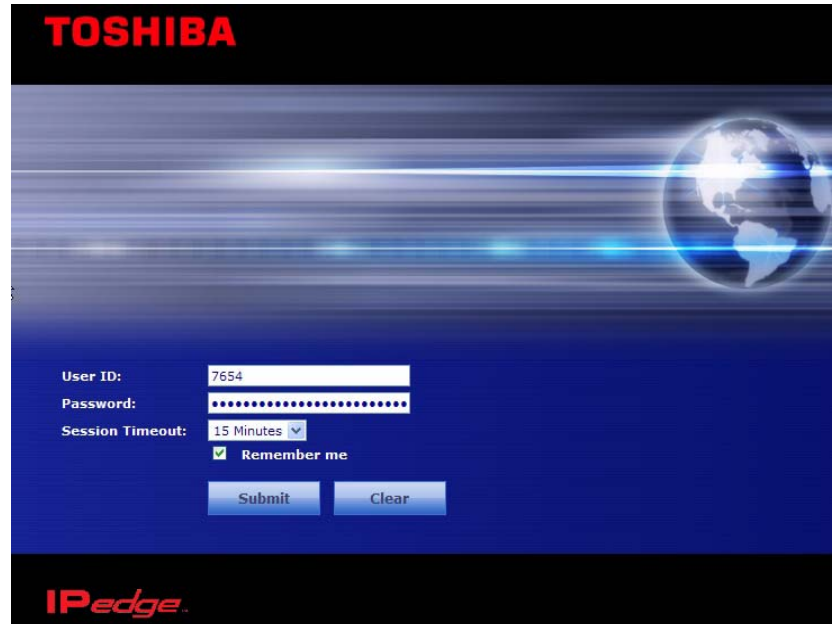 TOSHIBA
User ID: 7654
Password: ••••••••••••••••••••••••••
Session Timeout: 15 Minutes
Remember me
Submit Clear
IPedge